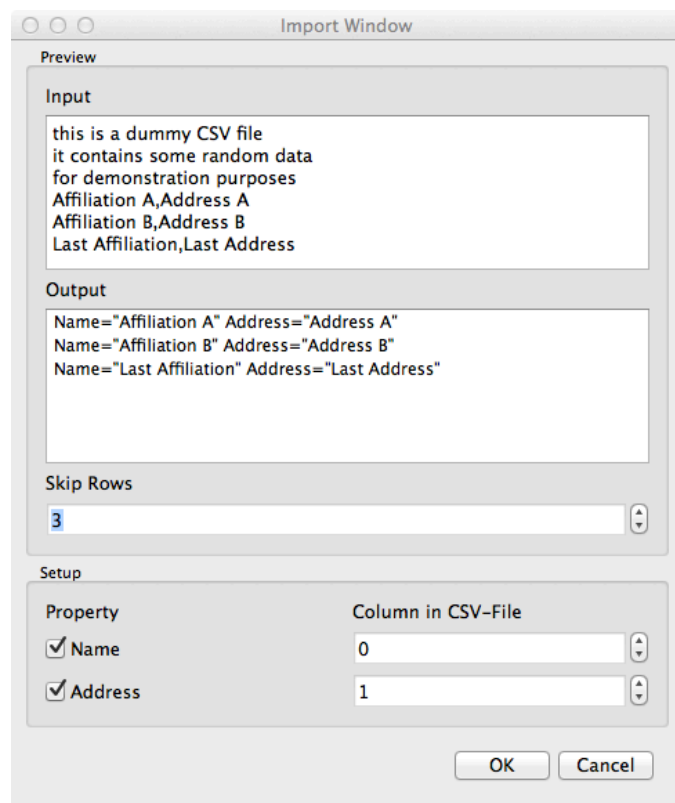 Import Window
Preview
Input
this is a dummy CSV file
it contains some random data
for demonstration purposes
Affiliation A,Address A
Affiliation B,Address B
Last Affiliation,Last Address
Output
Name="Affiliation A" Address="Address A"
Name="Affiliation B" Address="Address B"
Name="Last Affiliation" Address="Last Address"
Skip Rows
3
Setup
Property Column in CSV-File
Name 0
Address 1
OK Cancel